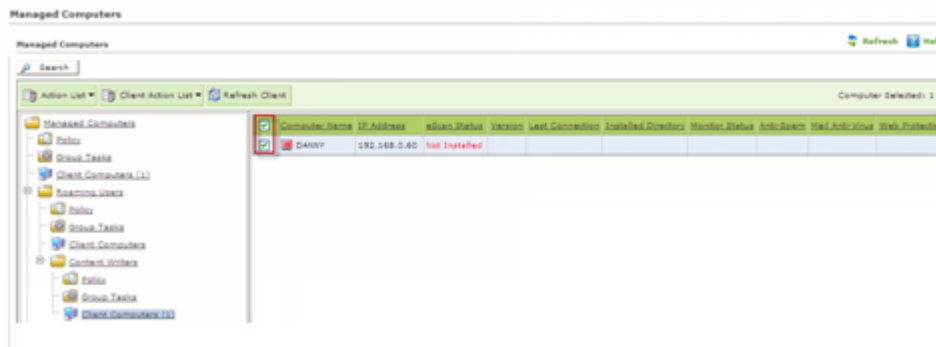 Managed Computers
Managed Computers
Refresh
Search
Action List Client Action List Refresh Client
Computer Selected: 1
Managed Computers
Policy
Group Tasks
Client Computers (1)
Roaming Users
Policy
Group Tasks
Client Computers
Content Writers
Policy
Group Tasks
Client Computers (1)
Computer Name IP Address eScan Status Version Last Connection Installed Directory Monitor Status Anti-Spam Mail Anti-Virus Web Protectio
DANNY 192.168.0.60 Not Installed